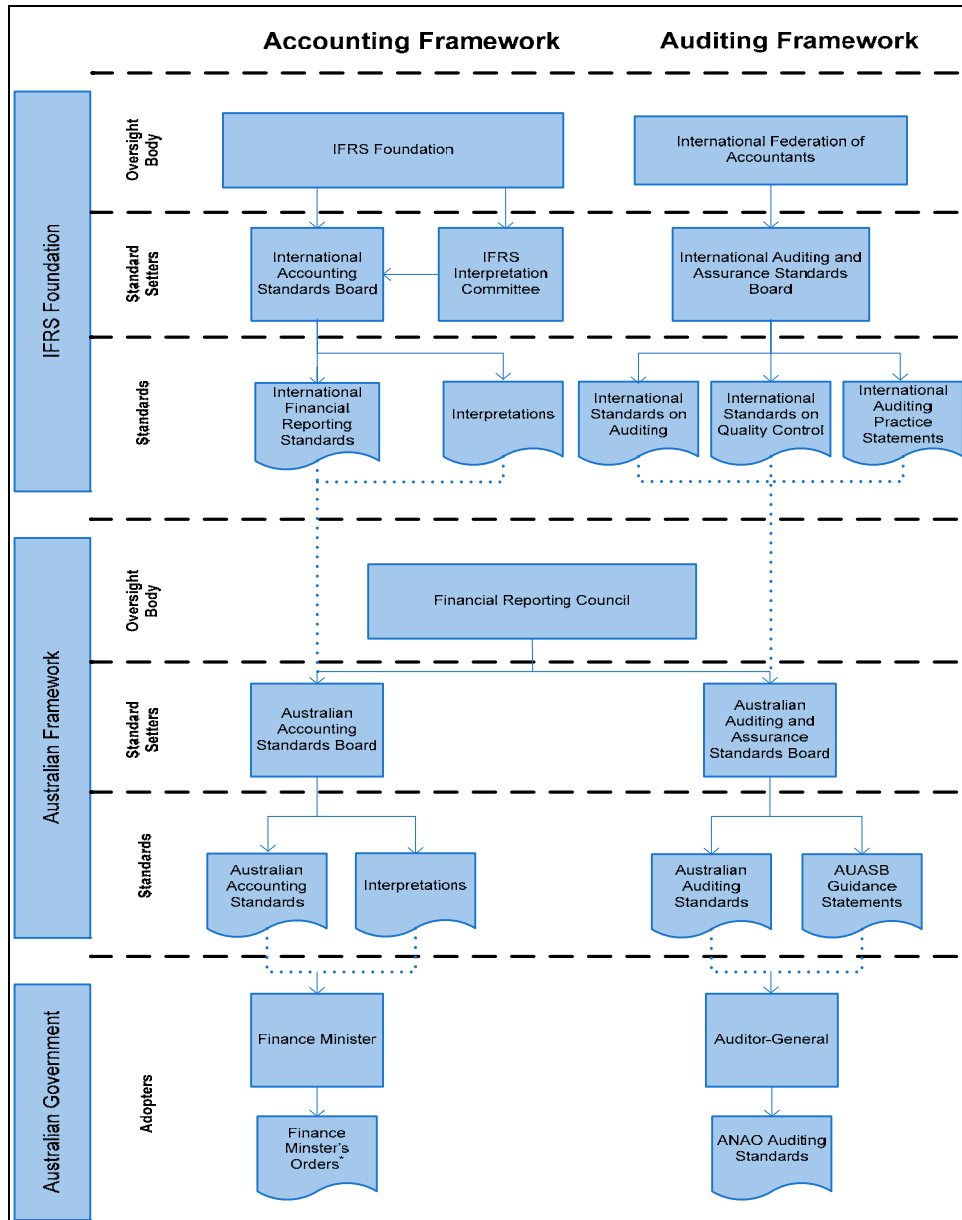 Accounting Framework
Auditing Framework
IFRS Foundation
Oversight
Body
IFRS Foundation
International Federation of
Accountants
Standard
Setters
International
Accounting
Standards Board
IFRS
Interpretation
Committee
International Auditing and
Assurance Standards
Board
Standards
International
Financial
Reporting
Standards
Interpretations
International
Standards on
Auditing
International
Standards on
Quality Control
International
Auditing
Practice
Statements
Australian Framework
Oversight
Body
Financial Reporting Council
Standard
Setters
Australian
Accounting
Standards Board
Australian
Auditing and
Assurance
Standards Board
Standards
Australian
Accounting
Standards
Interpretations
Australian
Auditing
Standards
AUASB
Guidance
Statements
Australian Government
Adopters
Finance Minister
Auditor-General
Finance
Minster's
Orders*
ANAO Auditing
Standards